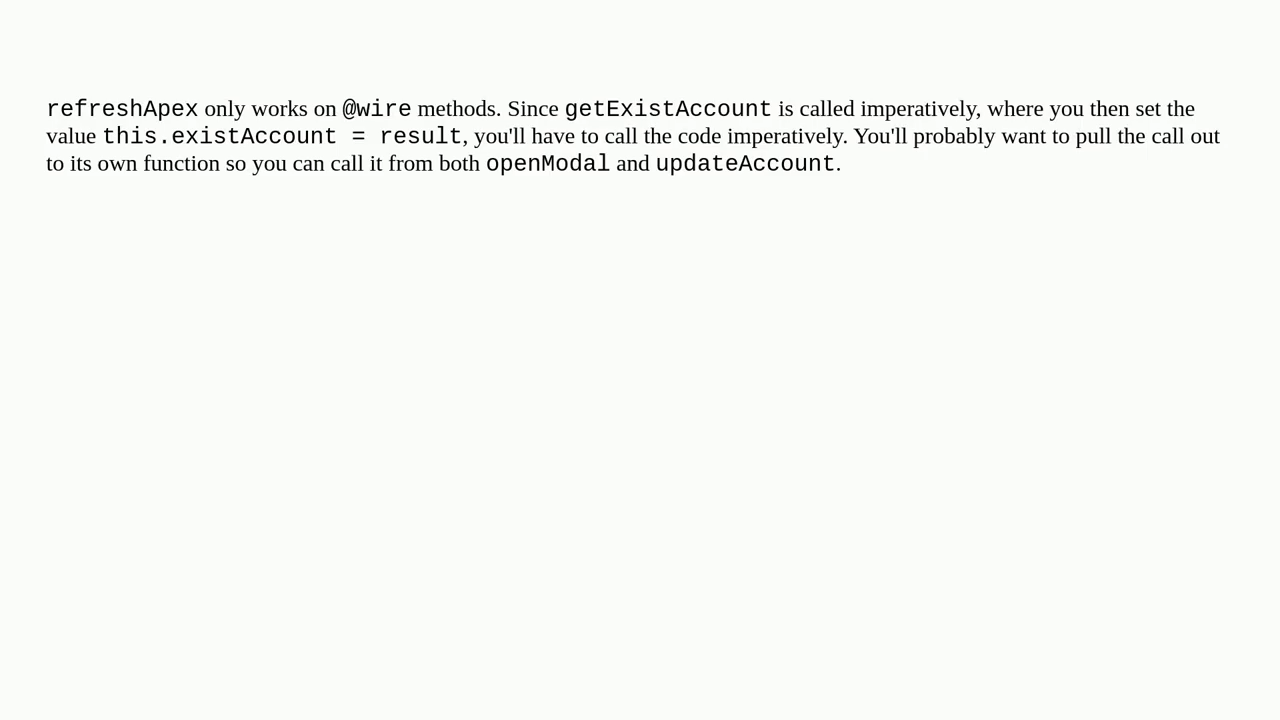 refreshApex only works on @wire methods. Since getExistAccount is called imperatively, where you then set the
value this.existAccount = result, you'll have to call the code imperatively. You'll probably want to pull the call out
to its own function so you can call it from both openModal and updateAccount.